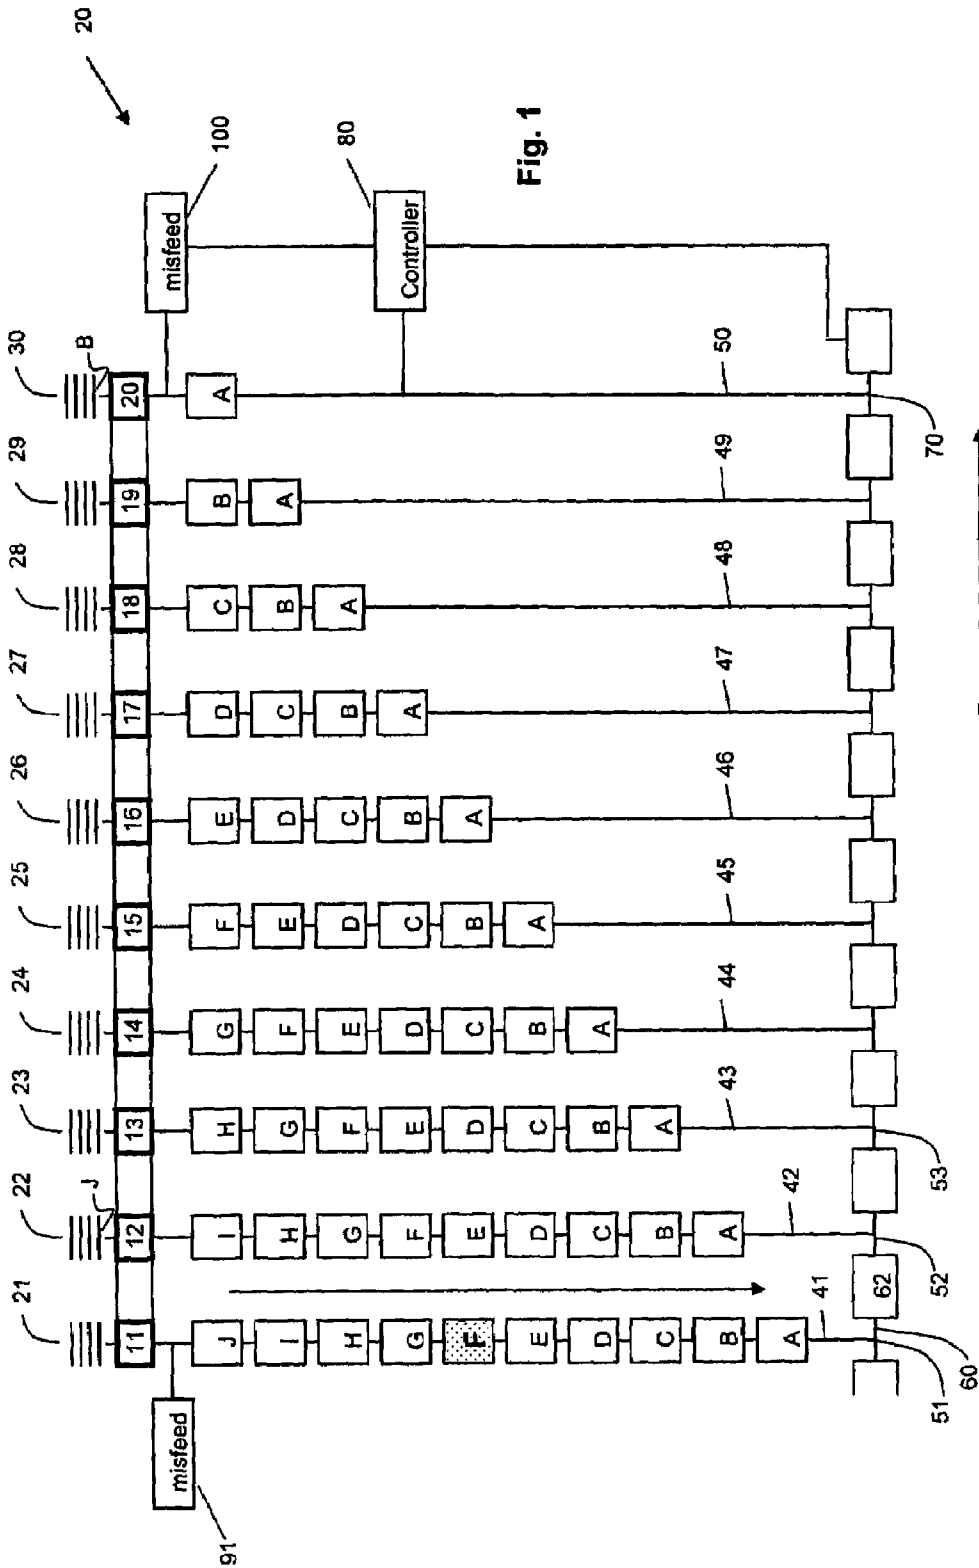 91
misfeed
51
60
41
A B C D E F G H I J 11
21
62
52
42
A B C D E F G H I 12
J
22
53
43
A B C D E F G H 13
23
44
A B C D E F G 14
24
45
A B C D E F 15
25
46
A B C D E 16
26
47
A B C D 17
27
48
A B C 18
28
49
A B 19
29
70
50
A 20
B
30
Controller
misfeed
80
100
Fig. 1
20